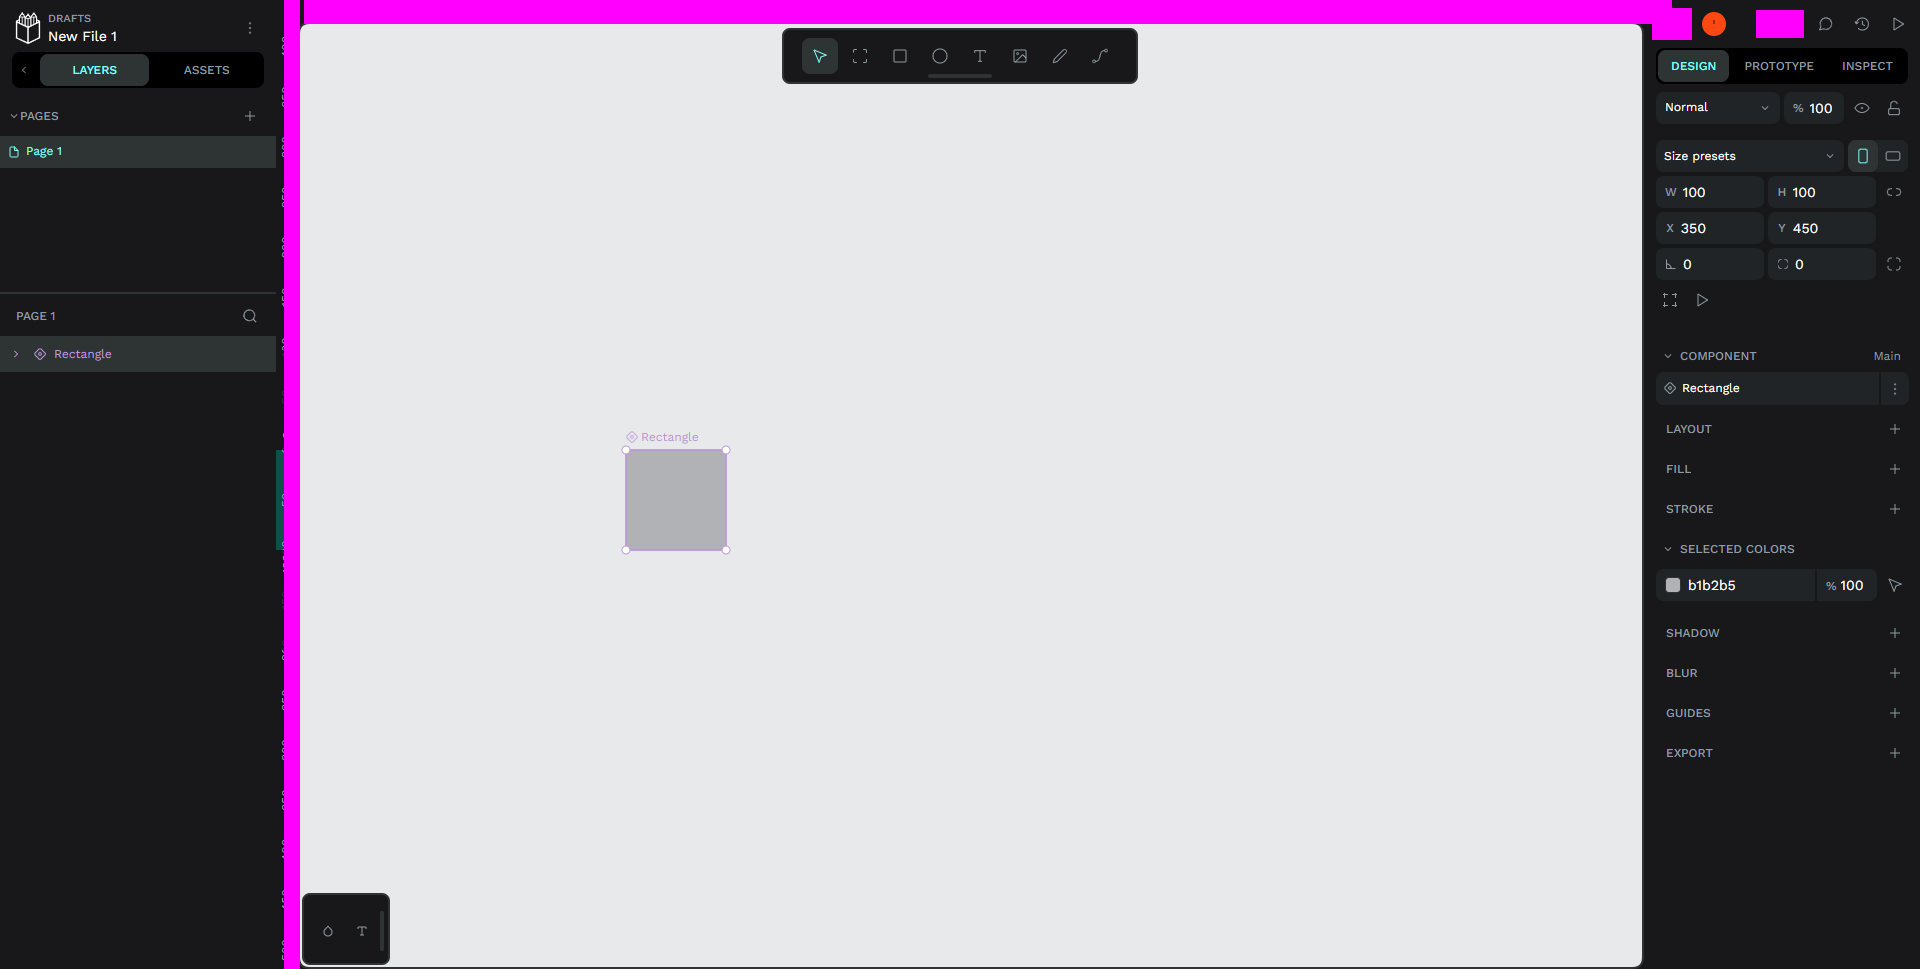 DRAFTS
New File 1
LAYERS
ASSETS
PAGES
Page 1
PAGE 1
Rectangle
Rectangle
DESIGN
PROTOTYPE
INSPECT
Normal
% 100
Size presets
W 100
H 100
X 350
Y 450
0
0
COMPONENT
Main
Rectangle
LAYOUT
FILL
STROKE
SELECTED COLORS
b1b2b5
% 100
SHADOW
BLUR
GUIDES
EXPORT